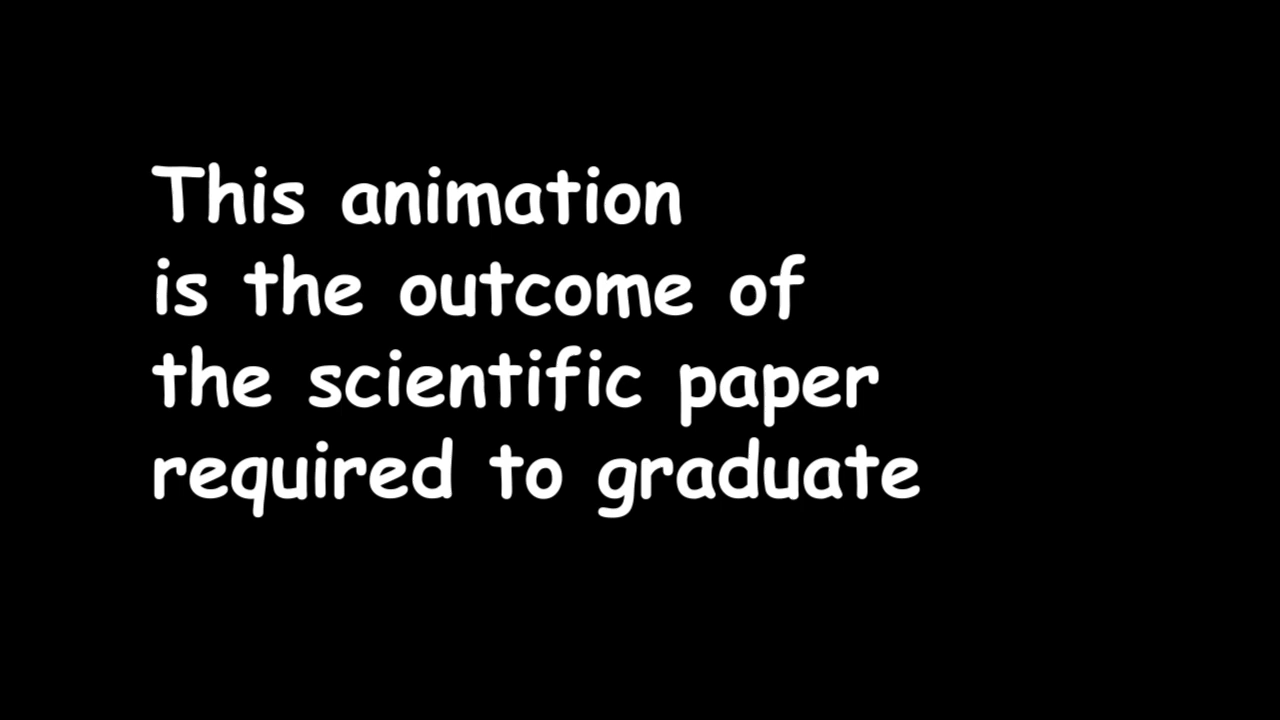 This animation
is the outcome of
the scientific paper
required to graduate